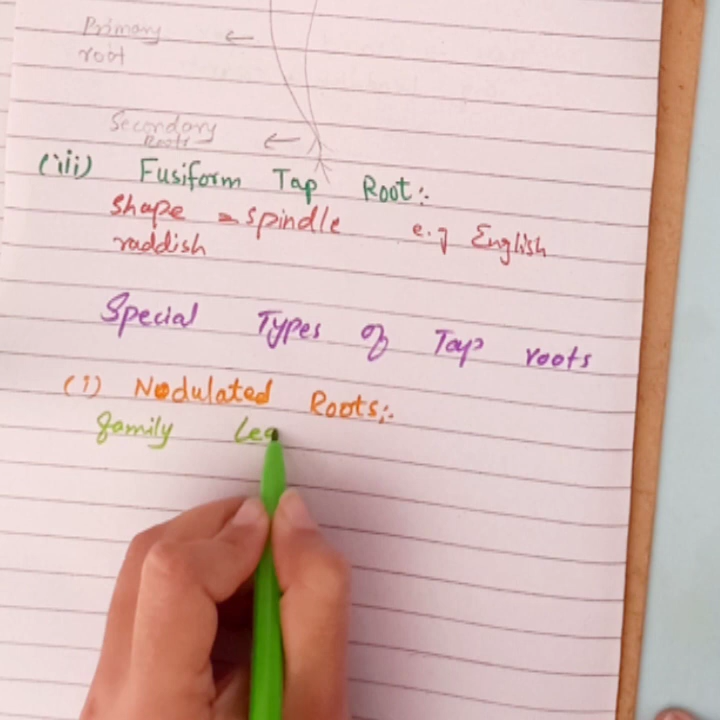 Primary
root
Secondary
Roots
(iii) Fusiform Tap Root:-
shape = spindle e.g English
raddish
Special Types of Tap roots
(i) Nodulated Roots:-
family Leg